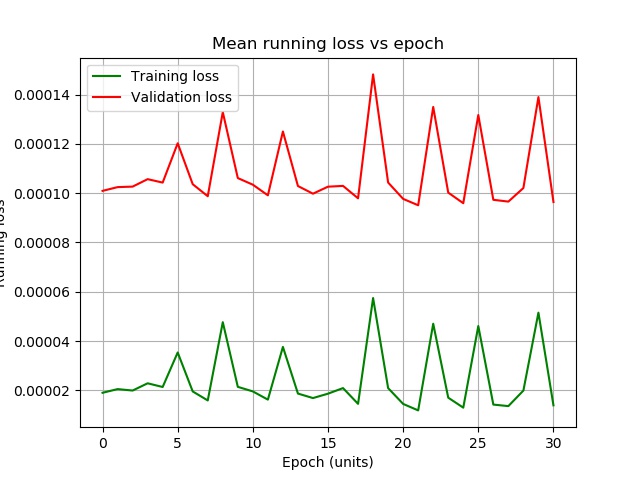 Mean running loss vs epoch
Training loss
Validation loss
0.00014
0.00012
0.00010
0.00008
0.00006
0.00004
0.00002
Running loss
0
5
10
15
20
25
30
Epoch (units)